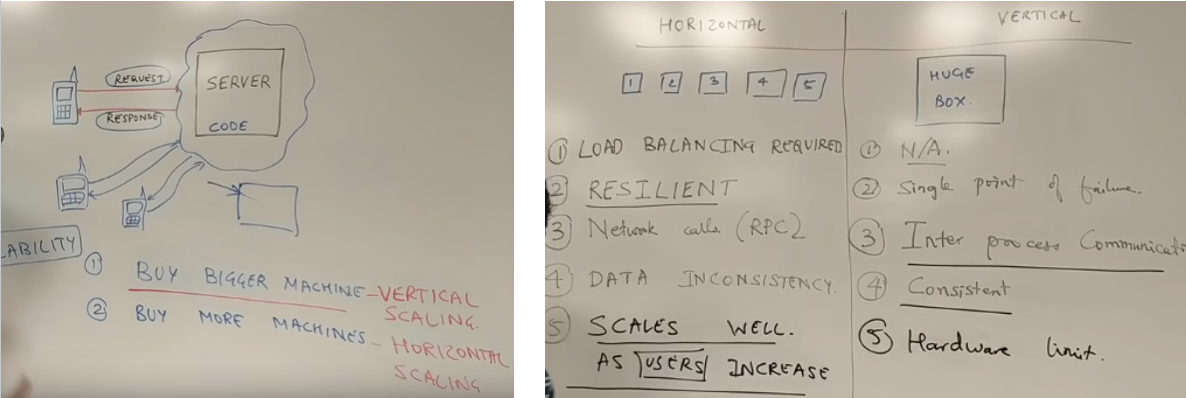 REQUEST
RESPONSE
SERVER
CODE
LABILITY
① BUY BIGGER MACHINE - VERTICAL SCALING.
② BUY MORE MACHINES - HORIZONTAL SCALING
HORIZONTAL
1 2 3 4 5
① LOAD BALANCING REQUIRED
② RESILIENT
③ Network calls (RPC)
④ DATA INCONSISTENCY.
⑤ SCALES WELL.
AS USERS INCREASE
VERTICAL
HUGE
BOX.
① N/A.
② Single point of failure.
③ Inter process Communicati
④ Consistent
⑤ Hardware limit.